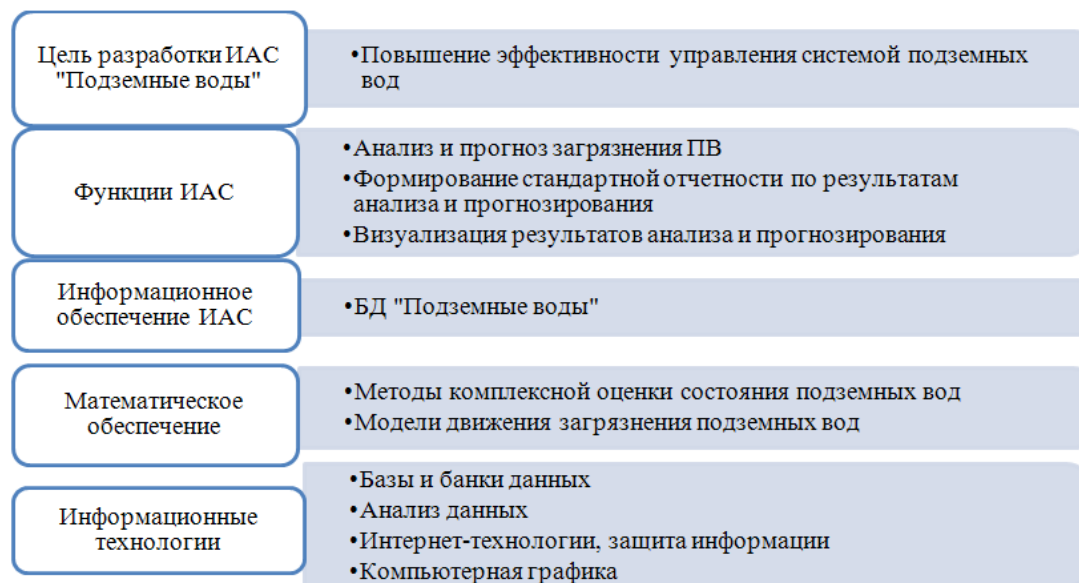 Цель разработки ИАС
"Подземные воды"
•Повышение эффективности управления системой подземных
вод
Функции ИАС
•Анализ и прогноз загрязнения ПВ
•Формирование стандартной отчетности по результатам
анализа и прогнозирования
•Визуализация результатов анализа и прогнозирования
Информационное
обеспечение ИАС
•БД "Подземные воды"
Математическое
обеспечение
•Методы комплексной оценки состояния подземных вод
•Модели движения загрязнения подземных вод
Информационные
технологии
•Базы и банки данных
•Анализ данных
•Интернет-технологии, защита информации
•Компьютерная графика